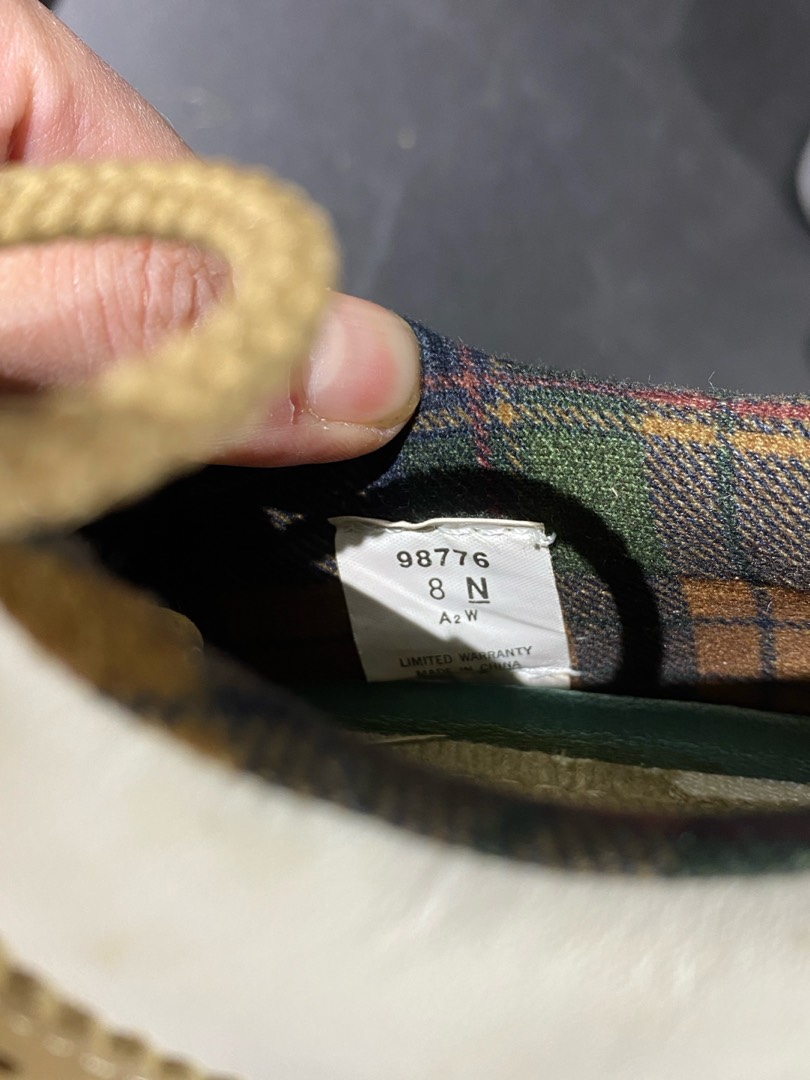 98776
8 N
A2W
LIMITED WARRANTY
MADE IN CHINA